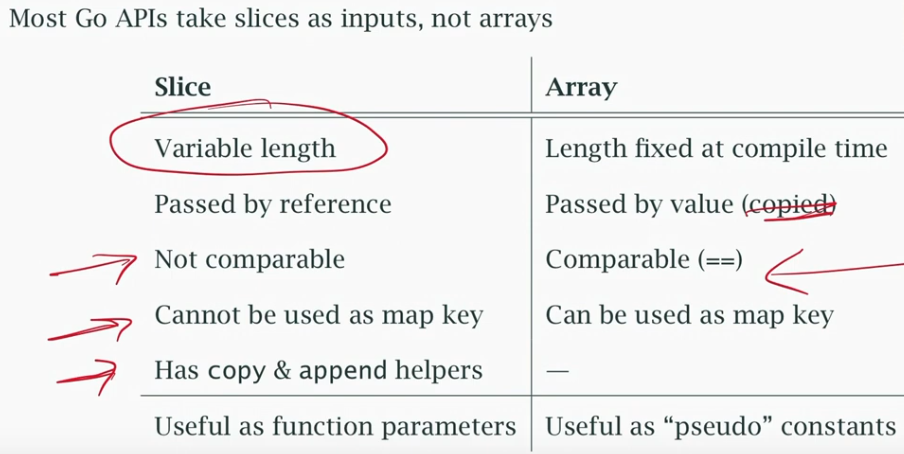 Most Go APIs take slices as inputs, not arrays
Slice Array
Variable length Length fixed at compile time
Passed by reference Passed by value (copied)
Not comparable Comparable (==)
Cannot be used as map key Can be used as map key
Has copy & append helpers —
Useful as function parameters Useful as “pseudo” constants